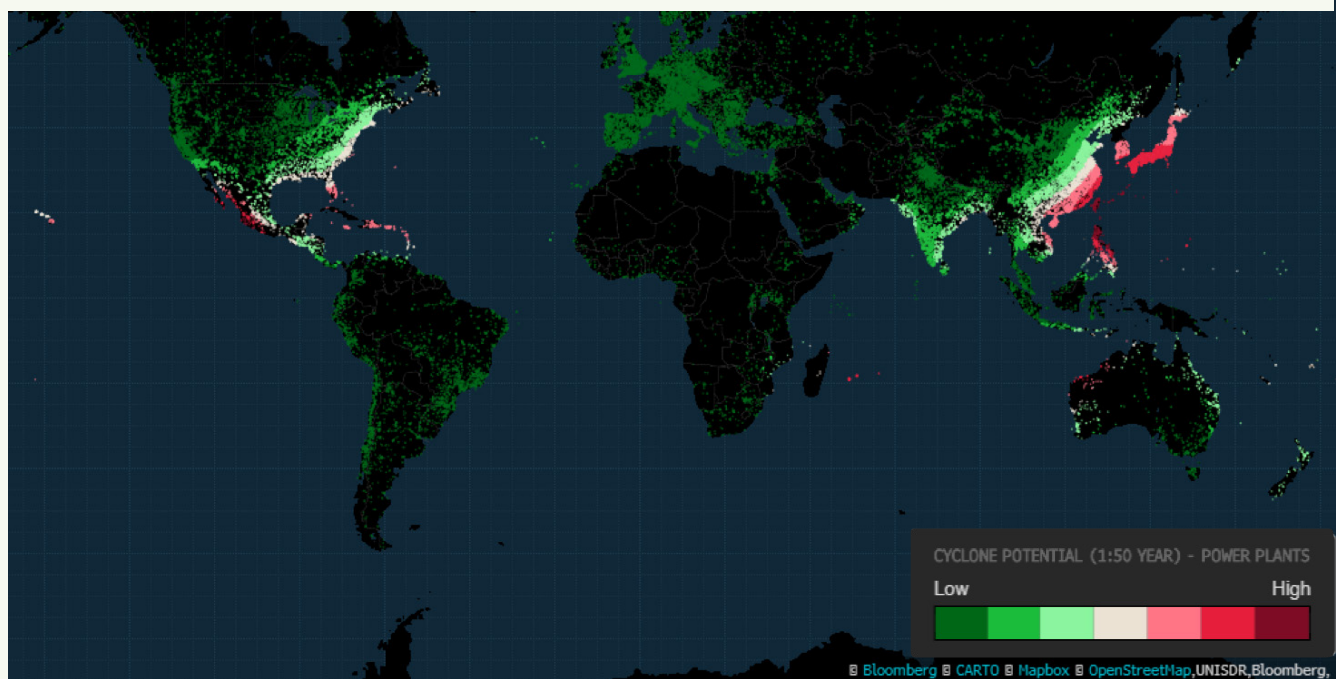 CYCLONE POTENTIAL (1:50 YEAR) - POWER PLANTS
Low High
© Bloomberg © CARTO © Mapbox © OpenStreetMap,UNISDR,Bloomberg,